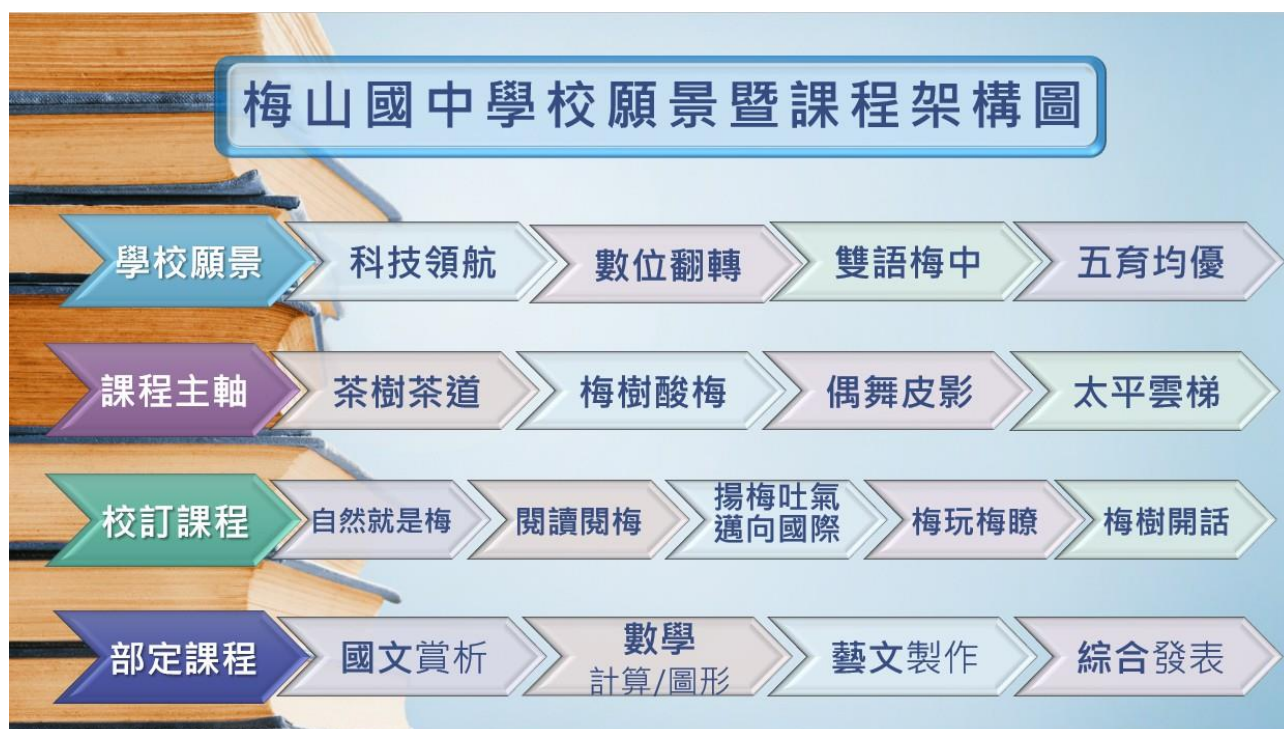 梅山國中學校願景暨課程架構圖
學校願景 科技領航 數位翻轉 雙語梅中 五育均優
課程主軸 茶樹茶道 梅樹酸梅 偶舞皮影 太平雲梯
校訂課程 自然就是梅 閱讀閱梅 揚梅吐氣 邁向國際 梅玩梅瞭 梅樹開話
部定課程 國文賞析 數學 計算/圖形 藝文製作 綜合發表